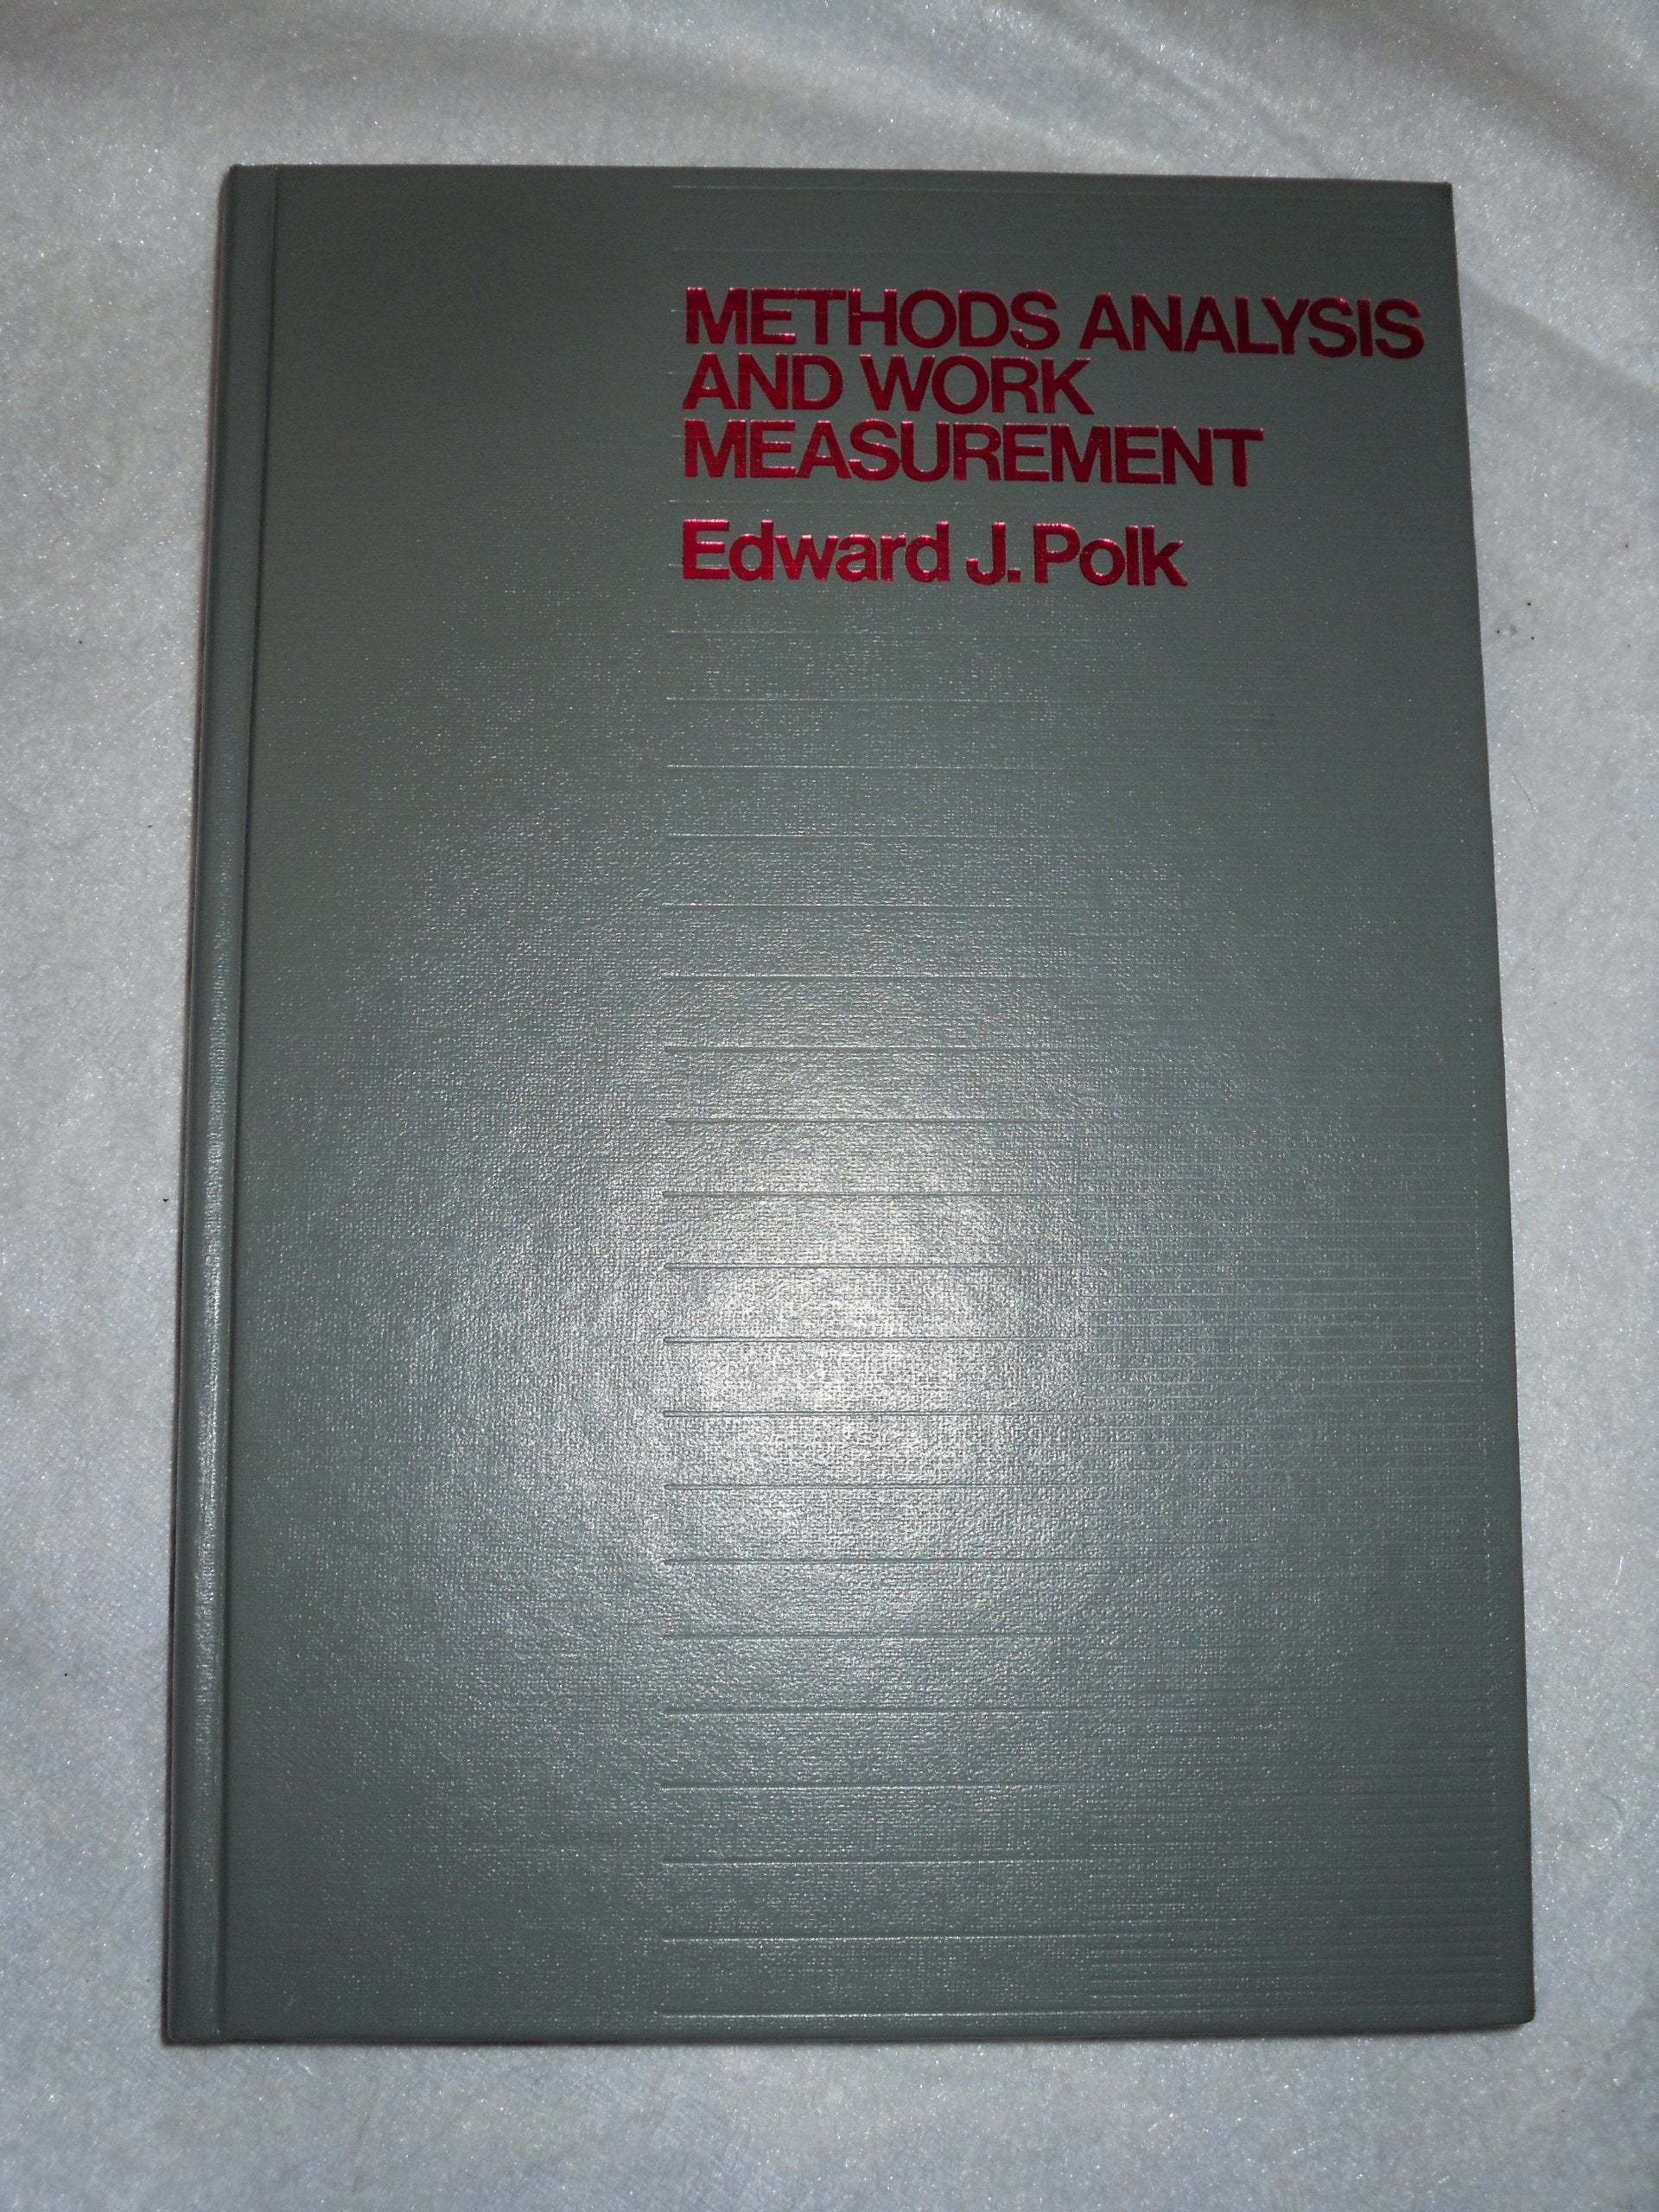 METHODS ANALYSIS
AND WORK
MEASUREMENT
Edward J. Polk